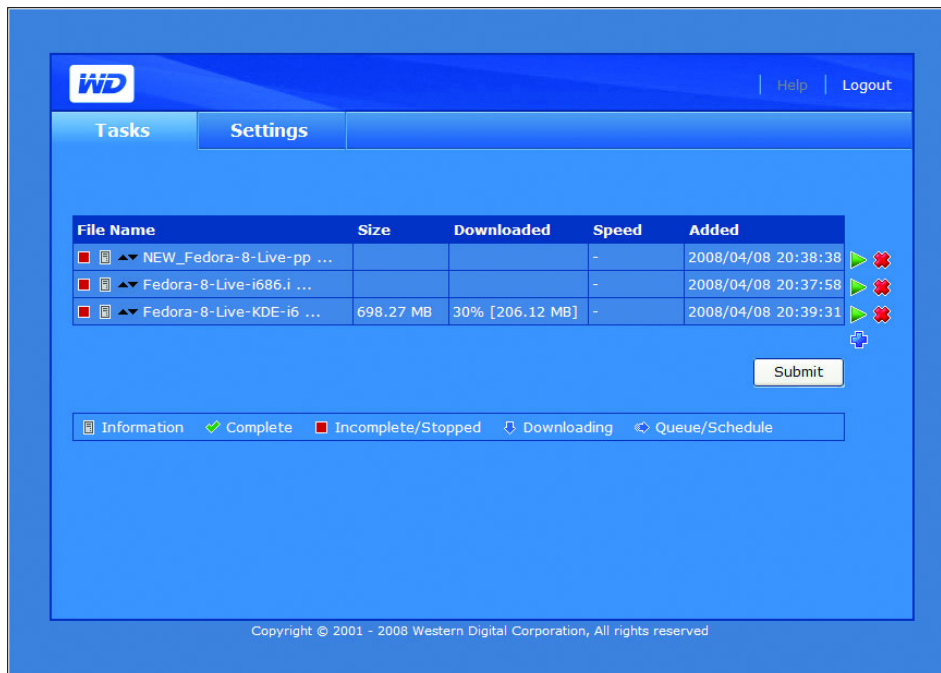 WD
Help Logout
Tasks Settings
File Name Size Downloaded Speed Added
NEW_Fedora-8-Live-pp ... - 2008/04/08 20:38:38
Fedora-8-Live-i686.i ... - 2008/04/08 20:37:58
Fedora-8-Live-KDE-i6 ... 698.27 MB 30% [206.12 MB] - 2008/04/08 20:39:31
Submit
Information Complete Incomplete/Stopped Downloading Queue/Schedule
Copyright © 2001 - 2008 Western Digital Corporation, All rights reserved